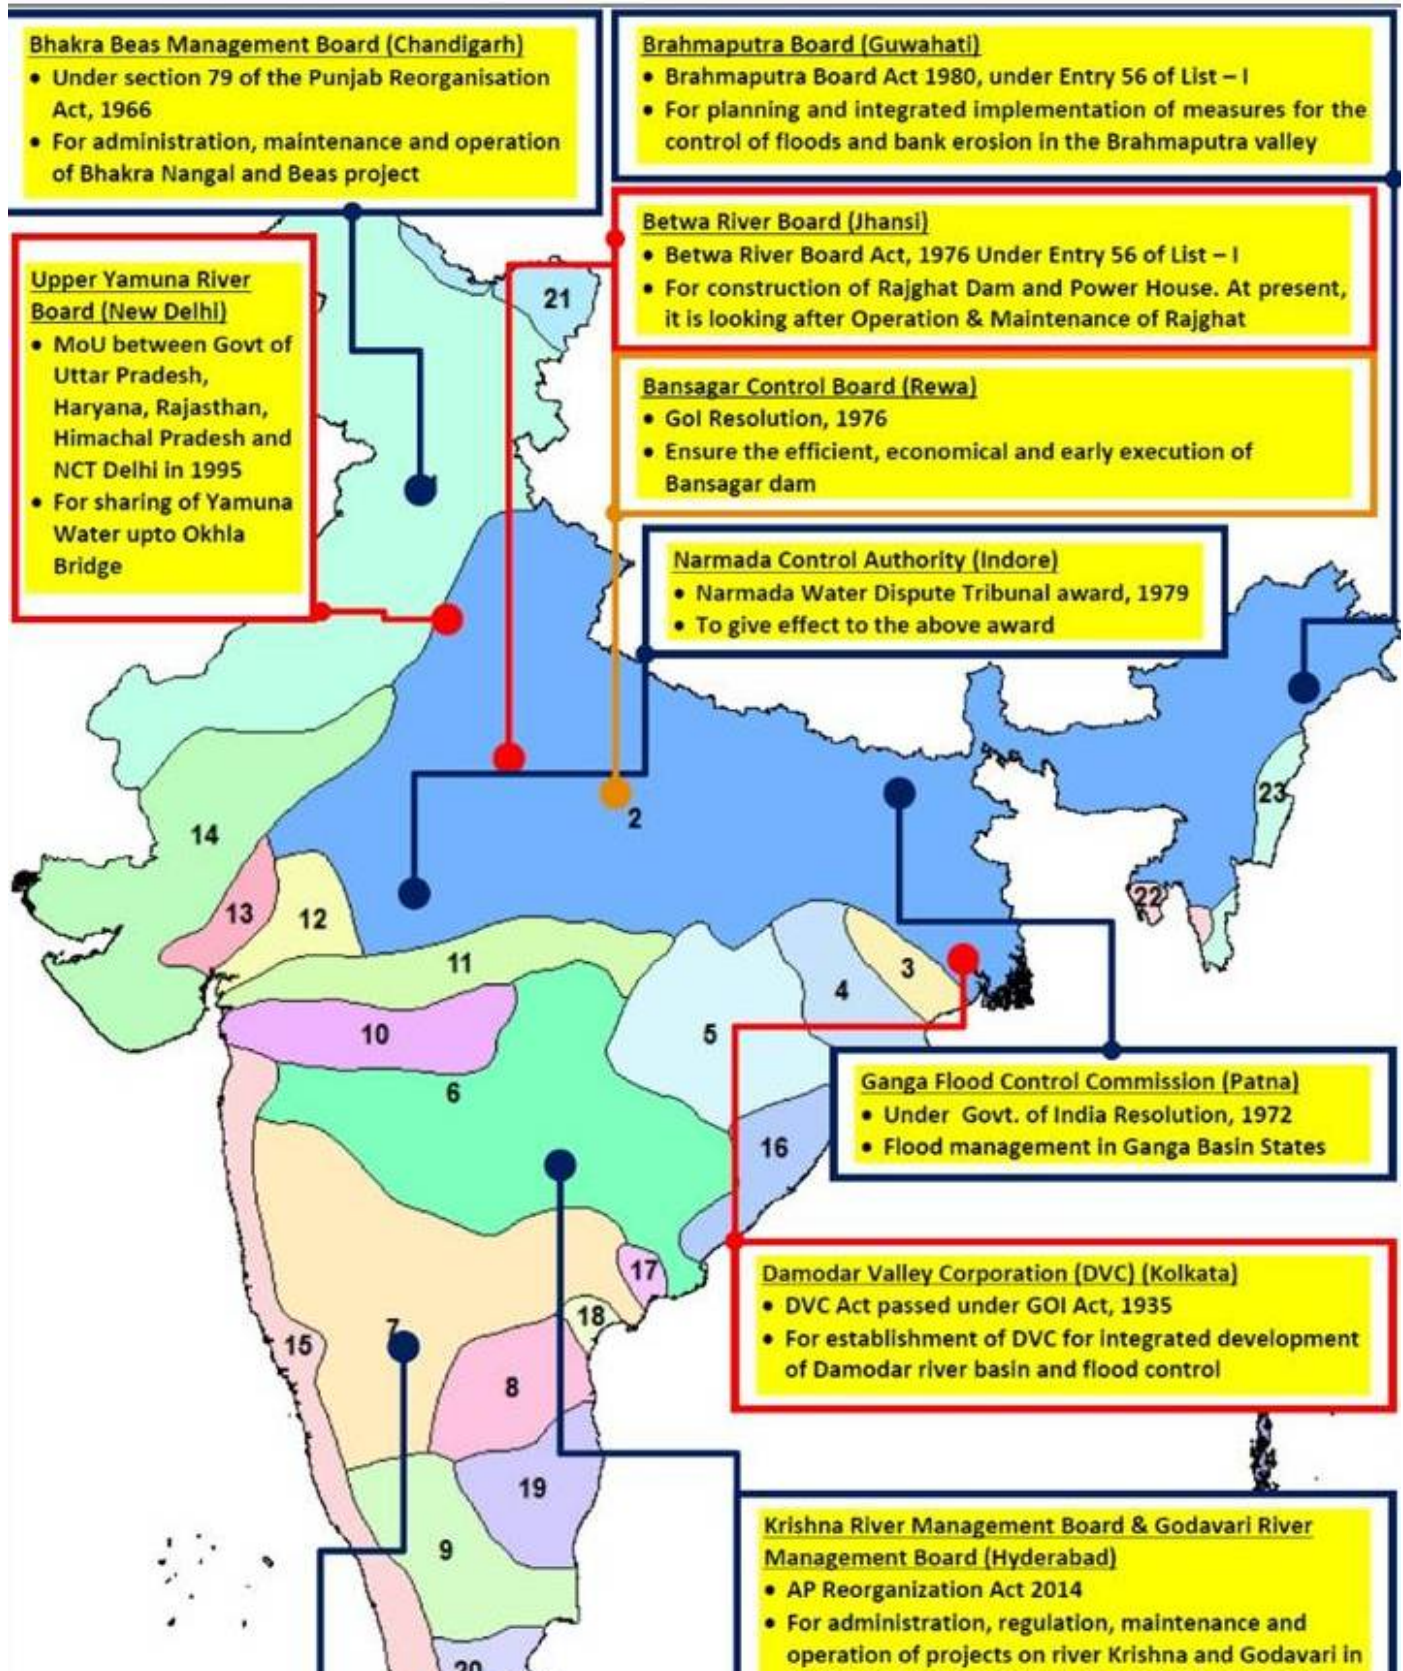 Bhakra Beas Management Board (Chandigarh)
• Under section 79 of the Punjab Reorganisation
Act, 1966
• For administration, maintenance and operation
of Bhakra Nangal and Beas project
Brahmaputra Board (Guwahati)
• Brahmaputra Board Act 1980, under Entry 56 of List – I
• For planning and integrated implementation of measures for the
control of floods and bank erosion in the Brahmaputra valley
Upper Yamuna River
Board (New Delhi)
• MoU between Govt of
Uttar Pradesh,
Haryana, Rajasthan,
Himachal Pradesh and
NCT Delhi in 1995
• For sharing of Yamuna
Water upto Okhla
Bridge
Betwa River Board (Jhansi)
• Betwa River Board Act, 1976 Under Entry 56 of List – I
• For construction of Rajghat Dam and Power House. At present,
it is looking after Operation & Maintenance of Rajghat
21
Bansagar Control Board (Rewa)
• GoI Resolution, 1976
• Ensure the efficient, economical and early execution of
Bansagar dam
Narmada Control Authority (Indore)
• Narmada Water Dispute Tribunal award, 1979
• To give effect to the above award
2
14
23
13
12
22
11
3
4
5
10
6
Ganga Flood Control Commission (Patna)
• Under Govt. of India Resolution, 1972
• Flood management in Ganga Basin States
16
17
Damodar Valley Corporation (DVC) (Kolkata)
• DVC Act passed under GOI Act, 1935
• For establishment of DVC for integrated development
of Damodar river basin and flood control
18
7
15
8
19
9
Krishna River Management Board & Godavari River
Management Board (Hyderabad)
• AP Reorganization Act 2014
• For administration, regulation, maintenance and
operation of projects on river Krishna and Godavari in
20